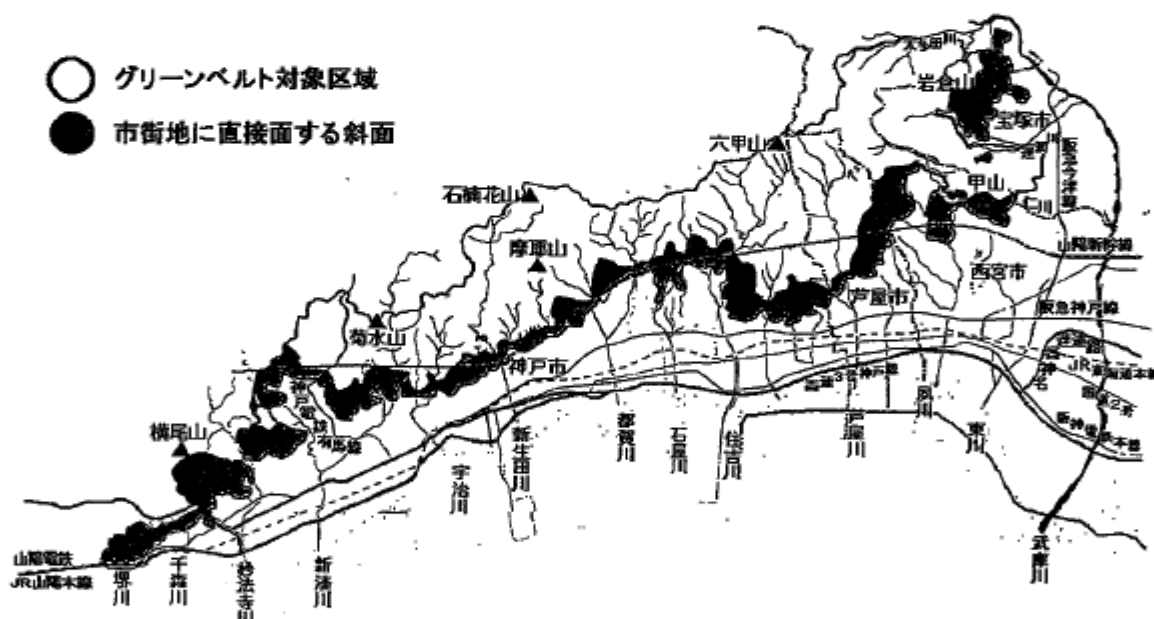 グリーンベルト対象区域
市街地に直接面する斜面
岩倉山
宝塚市
六甲山
阪急今津線
甲山
仁川
石楠花山
摩耶山
山陽新幹線
西宮市
芦屋市
阪急神戸線
菊水山
神戸市
横尾山
山陽電鉄
JR山陽本線
堺川
千森川
妙法寺川
新湊川
宇治川
新生田川
都賀川
石屋川
住吉川
芦屋川
夙川
東川
武庫川